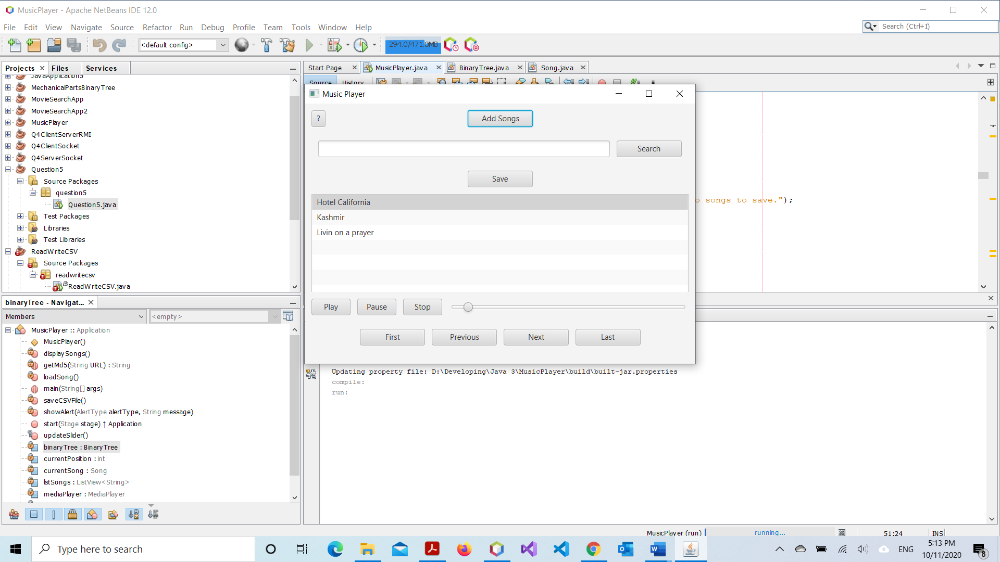 MusicPlayer - Apache NetBeans IDE 12.0
File Edit View Navigate Source Refactor Run Debug Profile Team Tools Window Help
Search (Ctrl+I)
<default config>
294.0/471.0MB
Projects Files Services
JavaApplication5
MechanicalPartsBinaryTree
MovieSearchApp
MovieSearchApp2
MusicPlayer
Q4ClientServerRMI
Q4ClientSocket
Q4ServerSocket
Question5
Source Packages
question5
Question5.java
Test Packages
Libraries
Test Libraries
ReadWriteCSV
Source Packages
readwritecsv
ReadWriteCSV.java
binaryTree - Navigat...
Members
<empty>
MusicPlayer :: Application
MusicPlayer()
displaySongs()
getMd5(String URL) : String
loadSong()
main(String[] args)
saveCSVFile()
showAlert(AlertType alertType, String message)
start(Stage stage) ↑ Application
updateSlider()
binaryTree : BinaryTree
currentPosition : int
currentSong : Song
lstSongs : ListView<String>
mediaPlayer : MediaPlayer
Start Page MusicPlayer.java BinaryTree.java Song.java
Source History
Music Player
?
Add Songs
Search
Save
Hotel California
Kashmir
Livin on a prayer
Play Pause Stop
First Previous Next Last
o songs to save.");
Updating property file: D:\Developing\Java 3\MusicPlayer\build\built-jar.properties
compile:
run:
MusicPlayer (run)
running...
51:24
INS
Type here to search
ENG
5:13 PM
10/11/2020
8